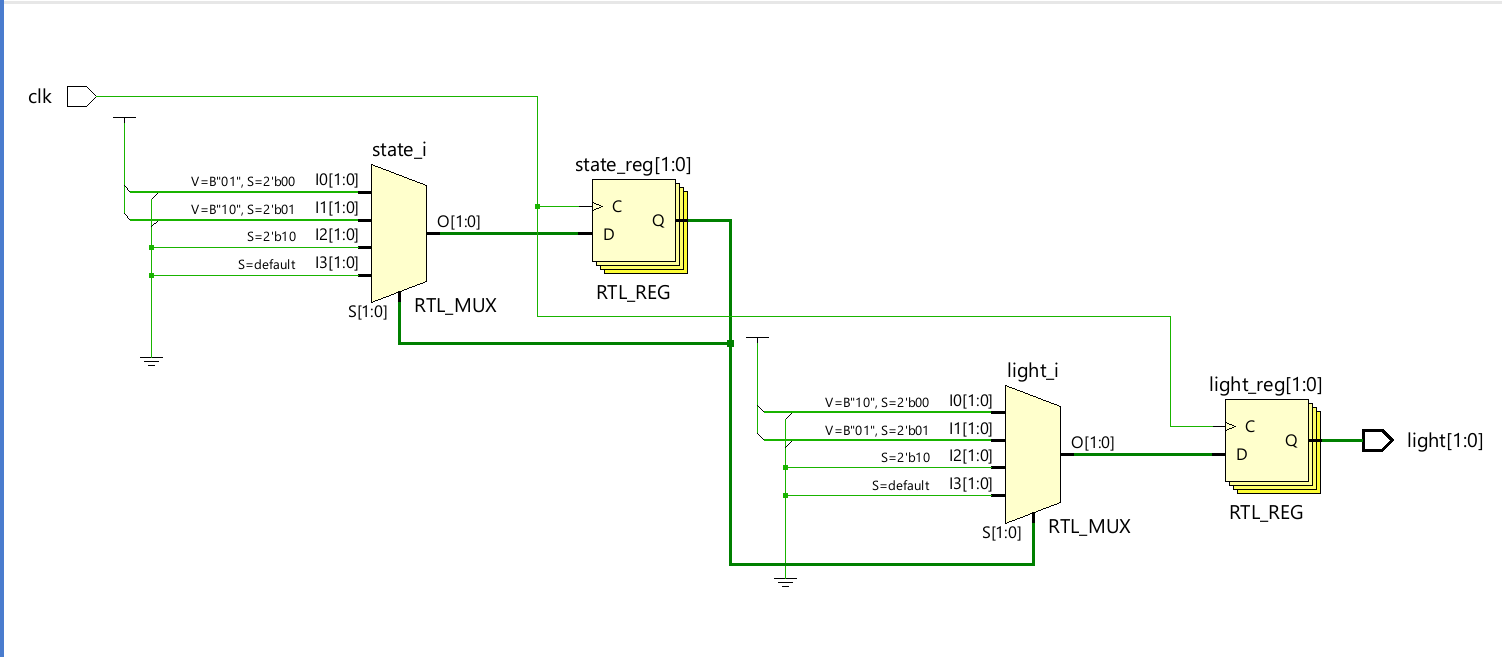 clk
state_i
V=B"01", S=2'b00 I0[1:0]
V=B"10", S=2'b01 I1[1:0]
S=2'b10 I2[1:0]
S=default I3[1:0]
S[1:0]
RTL_MUX
O[1:0]
state_reg[1:0]
C
D
Q
RTL_REG
light_i
V=B"10", S=2'b00 I0[1:0]
V=B"01", S=2'b01 I1[1:0]
S=2'b10 I2[1:0]
S=default I3[1:0]
S[1:0]
RTL_MUX
O[1:0]
light_reg[1:0]
C
D
Q
RTL_REG
light[1:0]